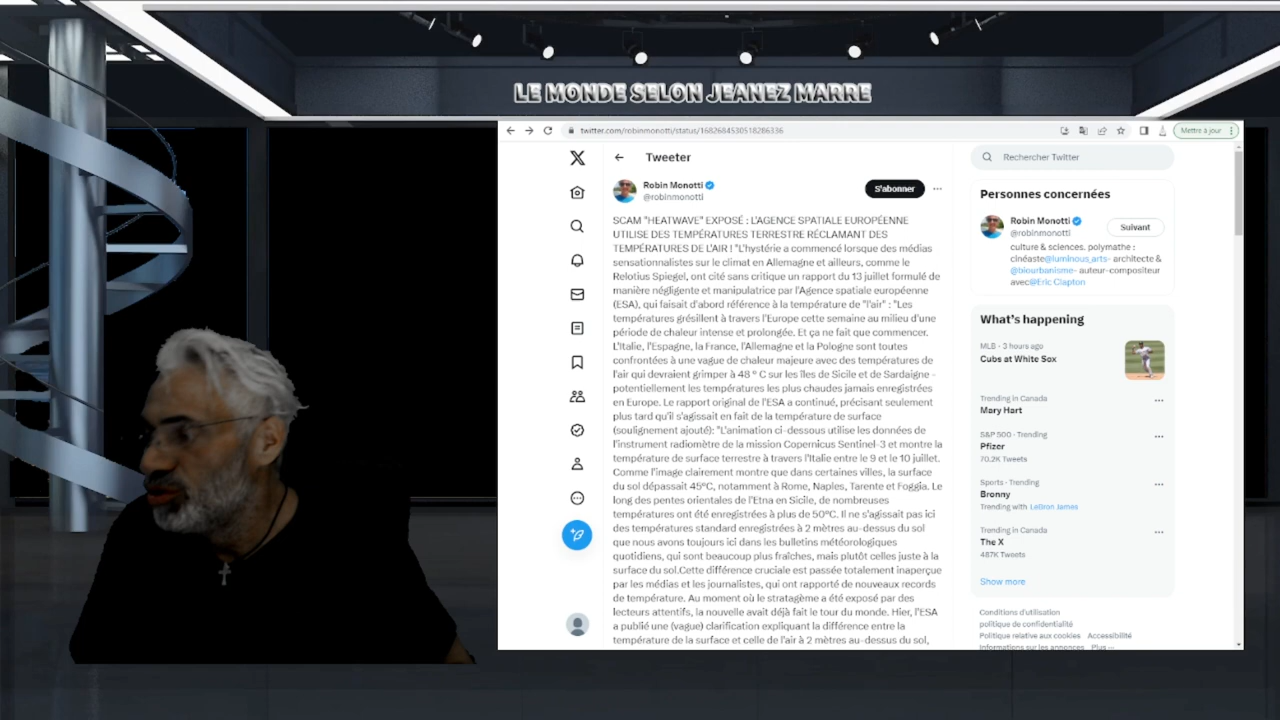 LE MONDE SELON JEANEZ MARRE
twitter.com/robinmonotti/status/1682684530518286336
Mettre à jour
Tweeter
Robin Monotti
@robinmonotti
S'abonner
SCAM "HEATWAVE" EXPOSÉ : L'AGENCE SPATIALE EUROPÉENNE
UTILISE DES TEMPÉRATURES TERRESTRE RÉCLAMANT DES
TEMPÉRATURES DE L'AIR ! "L'hystérie a commencé lorsque des médias
sensationnalistes sur le climat en Allemagne et ailleurs, comme le
Relotius Spiegel, ont cité sans critique un rapport du 13 juillet formulé de
manière négligente et manipulatrice par l'Agence spatiale européenne
(ESA), qui faisait d'abord référence à la température de "l'air" : "Les
températures grésillent à travers l'Europe cette semaine au milieu d'une
période de chaleur intense et prolongée. Et ça ne fait que commencer.
L'Italie, l'Espagne, la France, l'Allemagne et la Pologne sont toutes
confrontées à une vague de chaleur majeure avec des températures de
l'air qui devraient grimper à 48 ° C sur les îles de Sicile et de Sardaigne -
potentiellement les températures les plus chaudes jamais enregistrées
en Europe. Le rapport original de l'ESA a continué, précisant seulement
plus tard qu'il s'agissait en fait de la température de surface
(soulignement ajouté): "L'animation ci-dessous utilise les données de
l'instrument radiomètre de la mission Copernicus Sentinel-3 et montre la
température de surface terrestre à travers l'Italie entre le 9 et le 10 juillet.
Comme l'image clairement montre que dans certaines villes, la surface
du sol dépassait 45°C, notamment à Rome, Naples, Tarente et Foggia. Le
long des pentes orientales de l'Etna en Sicile, de nombreuses
températures ont été enregistrées à plus de 50°C. Il ne s'agissait pas ici
des températures standard enregistrées à 2 mètres au-dessus du sol
que nous avons toujours ici dans les bulletins météorologiques
quotidiens, qui sont beaucoup plus fraîches, mais plutôt celles juste à la
surface du sol.Cette différence cruciale est passée totalement inaperçue
par les médias et les journalistes, qui ont rapporté de nouveaux records
de température. Au moment où le stratagème a été exposé par des
lecteurs attentifs, la nouvelle avait déjà fait le tour du monde. Hier, l'ESA
a publié une (vague) clarification expliquant la différence entre la
température de la surface et celle de l'air à 2 mètres au-dessus du sol,
Rechercher Twitter
Personnes concernées
Robin Monotti
@robinmonotti
Suivant
culture & sciences. polymathe :
cinéaste@luminous_arts- architecte &
@biourbanisme- auteur-compositeur
avec@Eric Clapton
What's happening
MLB · 3 hours ago
Cubs at White Sox
Trending in Canada
Mary Hart
S&P 500 · Trending
Pfizer
70.2K Tweets
Sports · Trending
Bronny
Trending with LeBron James
Trending in Canada
The X
487K Tweets
Show more
Conditions d'utilisation
politique de confidentialité
Politique relative aux cookies Accessibilité
Informations sur les annonces Plus ···